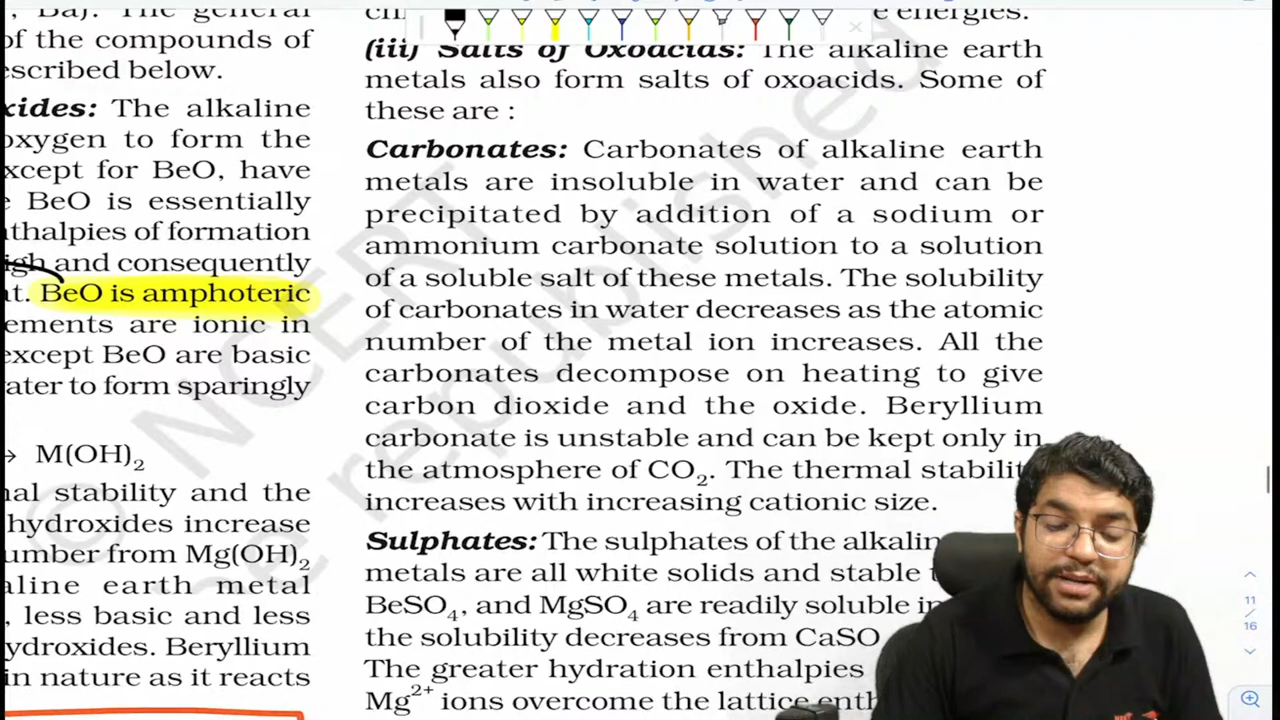 , Ba). The general
of the compounds of
escribed below.
xides: The alkaline
oxygen to form the
xcept for BeO, have
e BeO is essentially
nthalpies of formation
igh and consequently
at. BeO is amphoteric
ements are ionic in
except BeO are basic
ater to form sparingly
→ M(OH)2
nal stability and the
hydroxides increase
umber from Mg(OH)2
aline earth metal
, less basic and less
ydroxides. Beryllium
in nature as it reacts
e energies.
(iii) Salts of Oxoacids: The alkaline earth
metals also form salts of oxoacids. Some of
these are :
Carbonates: Carbonates of alkaline earth
metals are insoluble in water and can be
precipitated by addition of a sodium or
ammonium carbonate solution to a solution
of a soluble salt of these metals. The solubility
of carbonates in water decreases as the atomic
number of the metal ion increases. All the
carbonates decompose on heating to give
carbon dioxide and the oxide. Beryllium
carbonate is unstable and can be kept only in
the atmosphere of CO2. The thermal stabilit
increases with increasing cationic size.
Sulphates: The sulphates of the alkalin
metals are all white solids and stable t
BeSO4, and MgSO4 are readily soluble in
the solubility decreases from CaSO
The greater hydration enthalpies
Mg2+ ions overcome the lattice enth
© NCERT
be republished
11
/
16